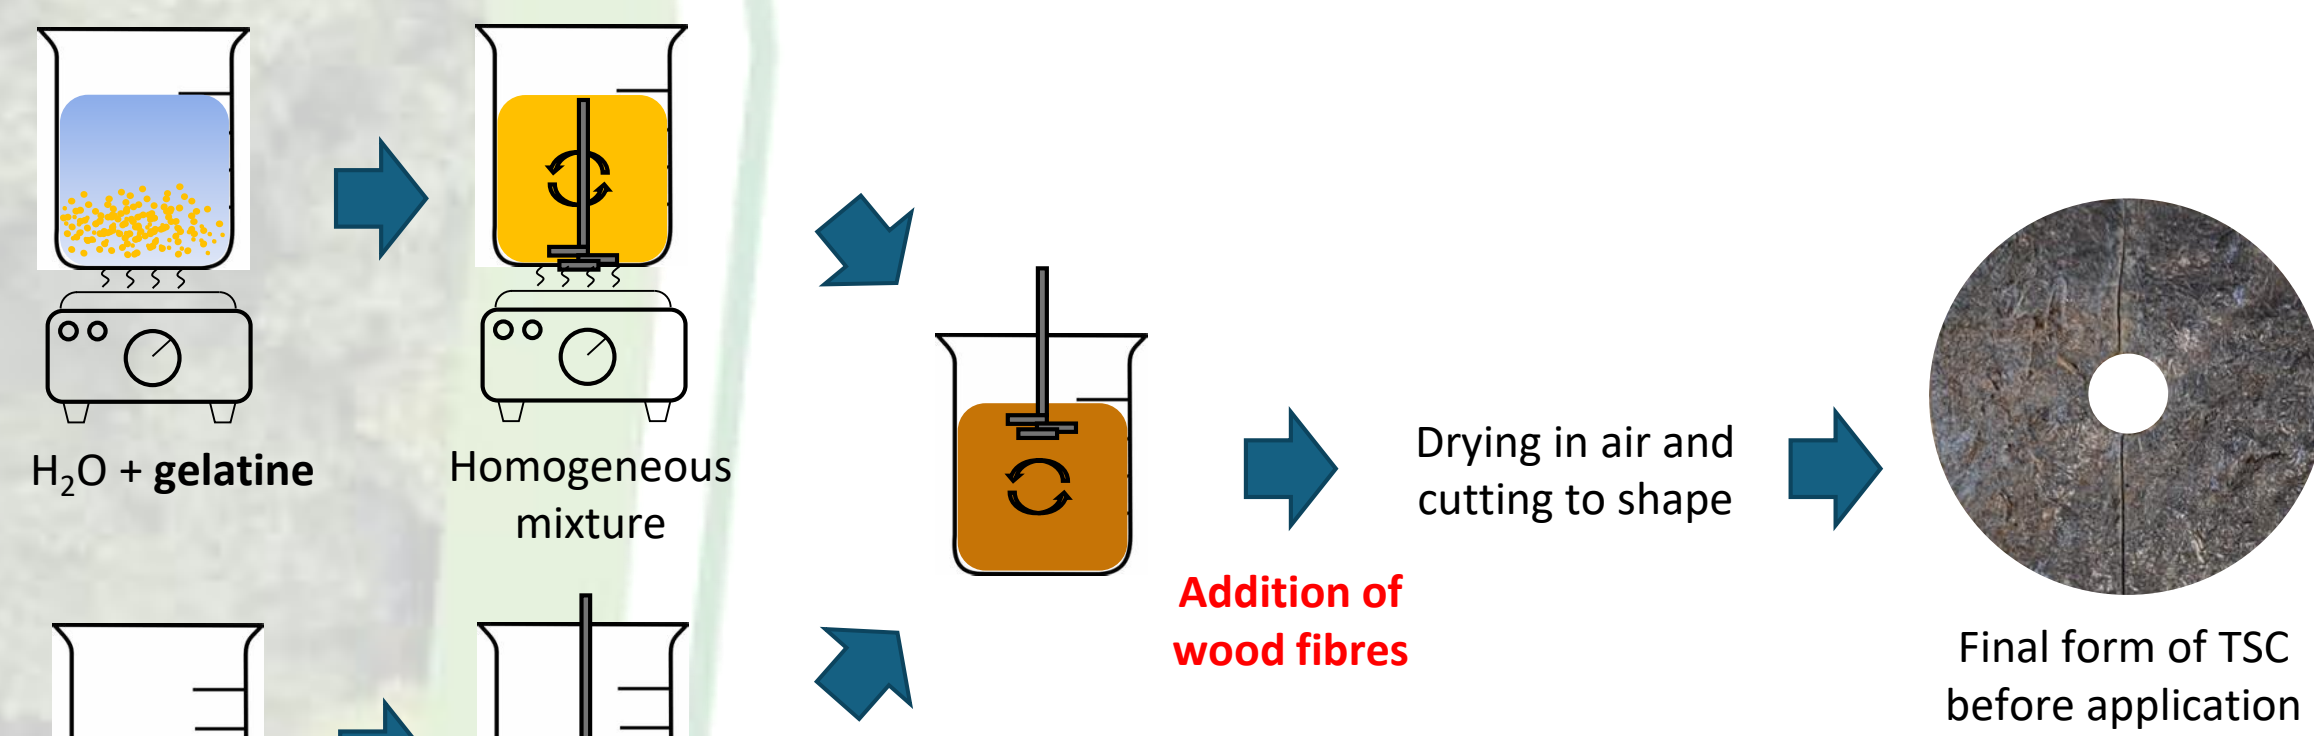 H₂O + gelatine
Homogeneous
mixture
Addition of
wood fibres
Drying in air and
cutting to shape
Final form of TSC
before application